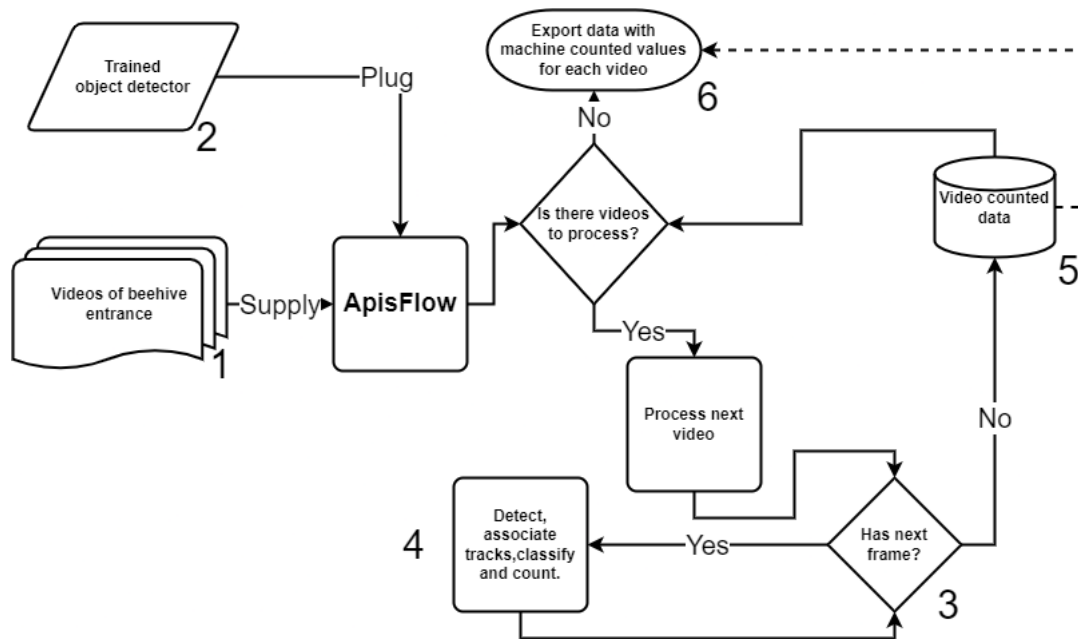 Trained
object detector
2
Plug
Export data with
machine counted values
for each video
6
No
Is there videos
to process?
Video counted
data
5
Videos of beehive
entrance
1
Supply
ApisFlow
Yes
Process next
video
No
Detect,
associate
tracks,classify
and count.
4
Yes
Has next
frame?
3